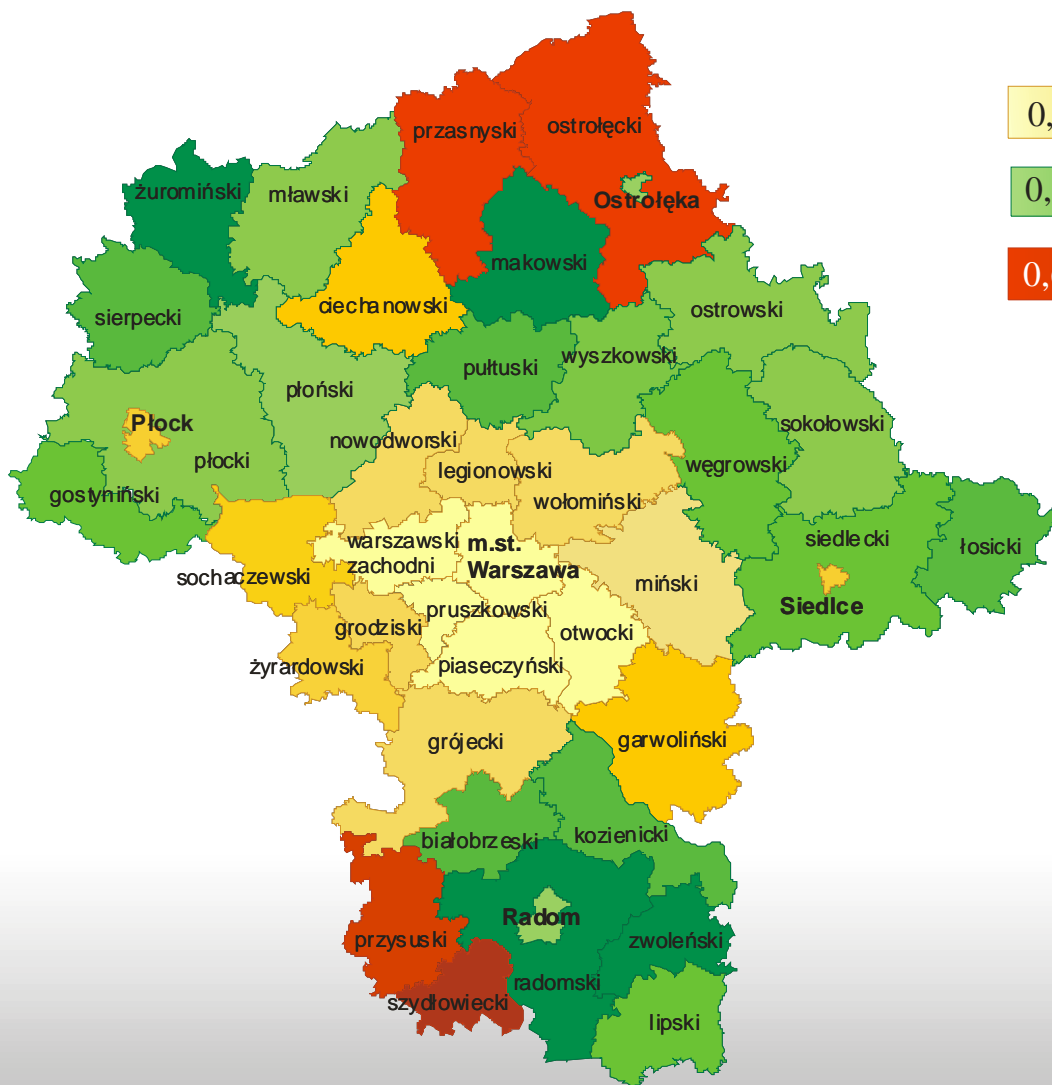 przasnyski
ostrołęcki
0,
żuromiński
mławski
Ostrołęka
0,
makowski
0,
ciechanowski
sierpecki
ostrowski
pułtuski
wyszkowski
płoński
Płock
sokołowski
nowodworski
płocki
legionowski
węgrowski
gostyniński
wołomiński
warszawski
zachodni
m.st.
Warszawa
siedlecki
łosicki
sochaczewski
miński
Siedlce
pruszkowski
grodziski
otwocki
żyrardowski
piaseczyński
grójecki
garwoliński
białobrzeski
kozienicki
Radom
przysuski
zwoleński
szydłowiecki
radomski
lipski